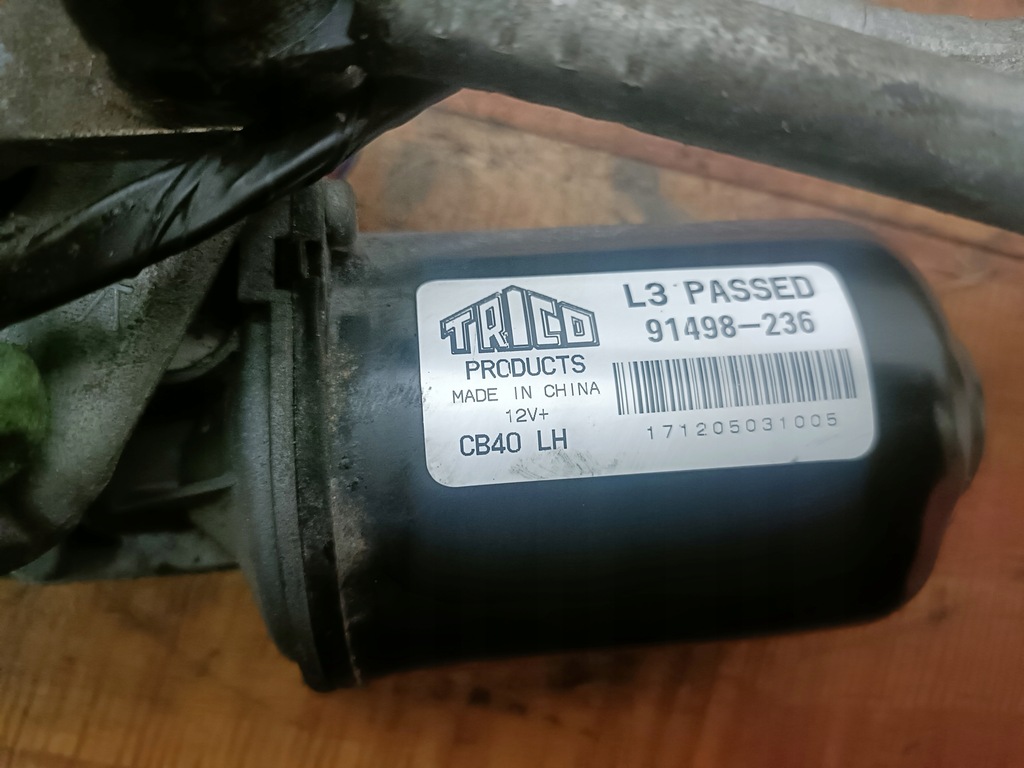 TRICO
PRODUCTS
MADE IN CHINA
12V+
CB40 LH
L3 PASSED
91498-236
171205031005